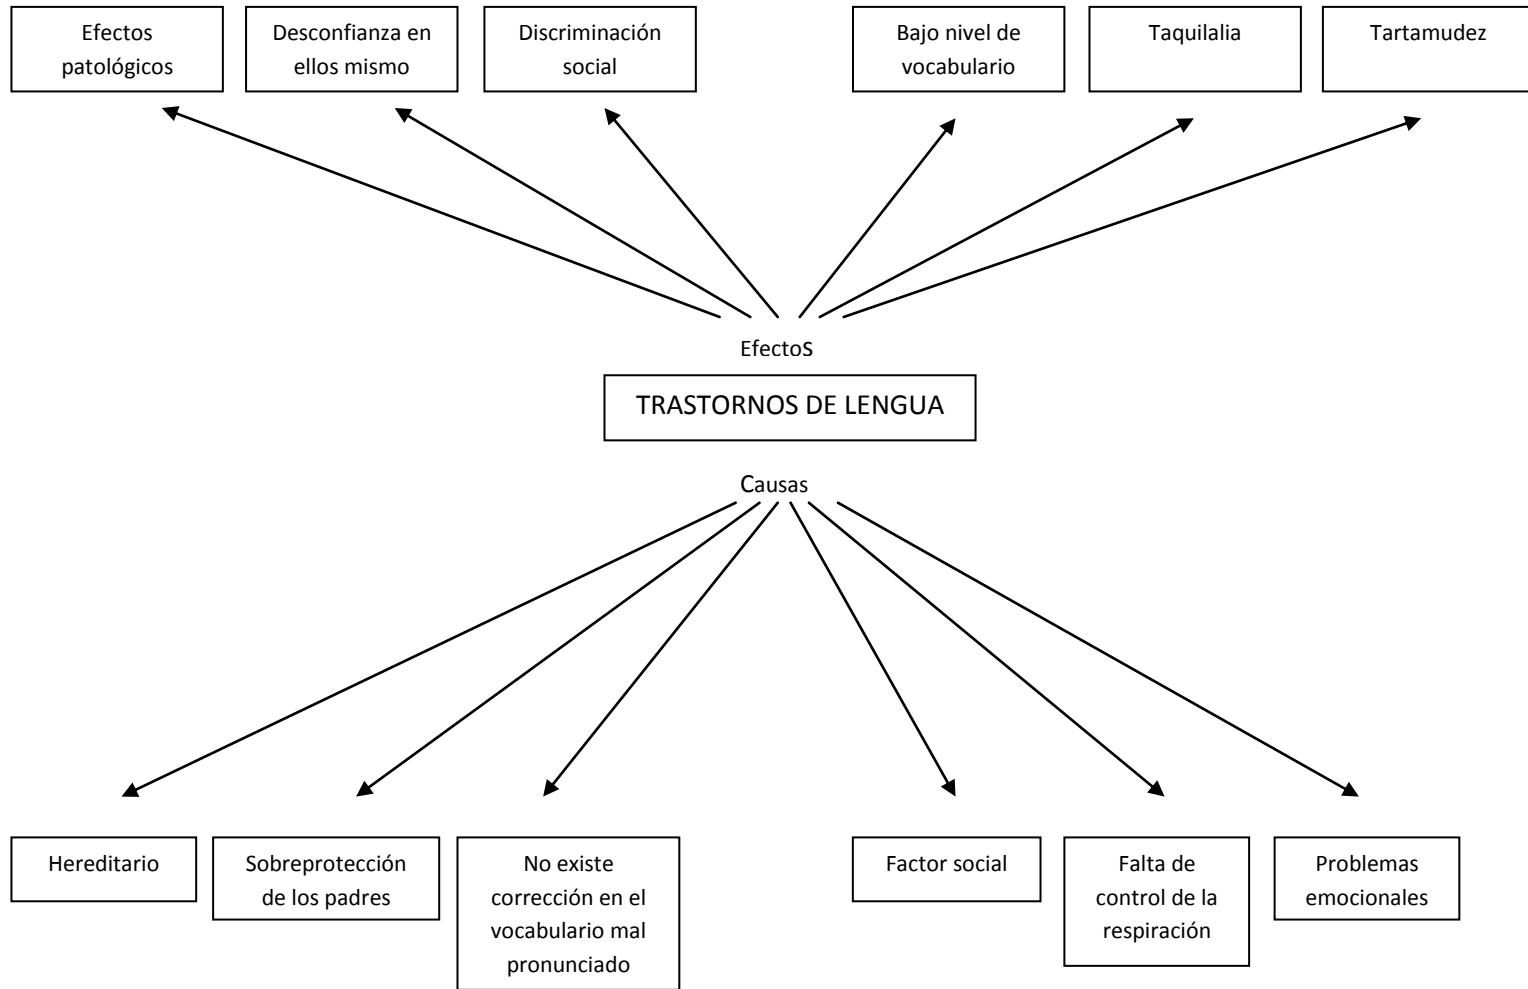 Efectos
patológicos
Desconfianza en
ellos mismo
Discriminación
social
Bajo nivel de
vocabulario
Taquilalia
Tartamudez
Efectos
TRASTORNOS DE LENGUA
Causas
Hereditario
Sobreprotección
de los padres
No existe
corrección en el
vocabulario mal
pronunciado
Factor social
Falta de
control de la
respiración
Problemas
emocionales